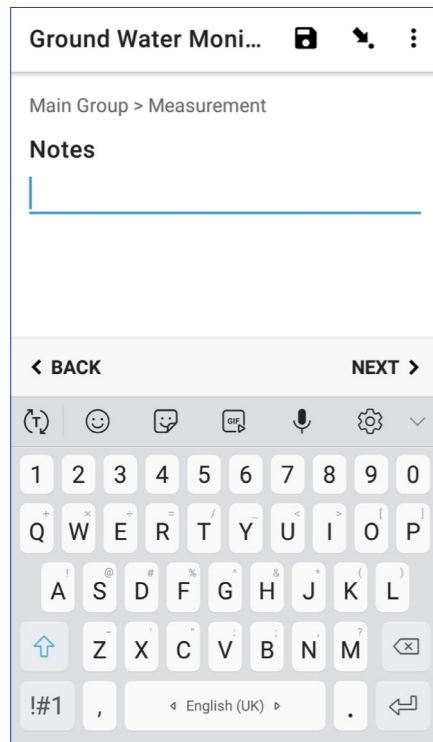 Ground Water Moni...
Main Group > Measurement
Notes
< BACK NEXT >
T GIF
1 2 3 4 5 6 7 8 9 0
+ × ÷ = / _ < > [ ]
Q W E R T Y U I O P
! @ # % ^ & * ( )
A S D F G H J K L
- ' " : ; , ?
Z X C V B N M
!#1 , English (UK) .